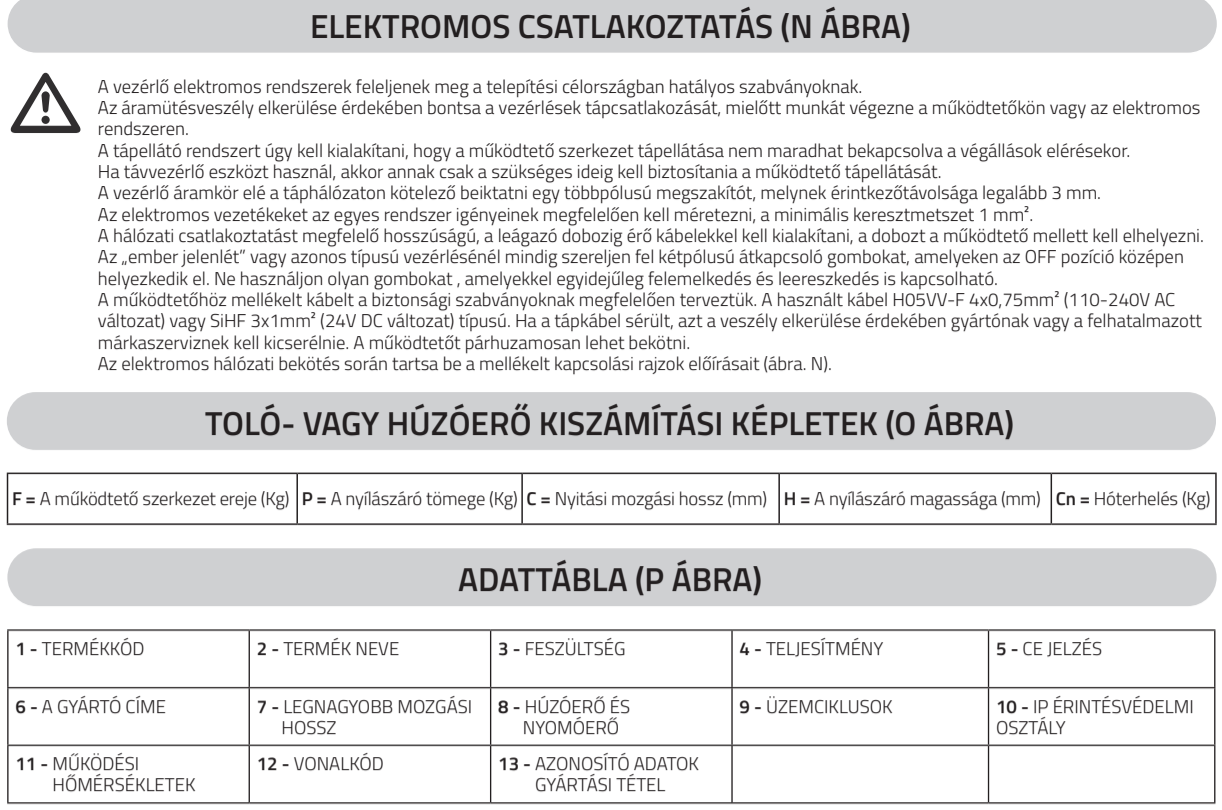 ELEKTROMOS CSATLAKOZTATÁS (N ÁBRA)
A vezérlő elektromos rendszerek feleljenek meg a telepítési célországban hatályos szabványoknak.
Az áramütésveszély elkerülése érdekében bontsa a vezérlések tápcsatlakozását, mielőtt munkát végezne a működtetőkön vagy az elektromos
rendszeren.
A tápellátó rendszert úgy kell kialakítani, hogy a működtető szerkezet tápellátása nem maradhat bekapcsolva a végállások elérésekor.
Ha távvezérlő eszközt használ, akkor annak csak a szükséges ideig kell biztosítania a működtető tápellátását.
A vezérlő áramkör elé a táphálózaton kötelező beiktatni egy többpólusú megszakítót, melynek érintkezőtávolsága legalább 3 mm.
Az elektromos vezetékeket az egyes rendszer igényeinek megfelelően kell méretezni, a minimális keresztmetszet 1 mm².
A hálózati csatlakoztatást megfelelő hosszúságú, a leágazó dobozig érő kábelekkel kell kialakítani, a dobozt a működtető mellett kell elhelyezni.
Az „ember jelenlét” vagy azonos típusú vezérlésénél mindig szereljen fel kétpólusú átkapcsoló gombokat, amelyeken az OFF pozíció középen
helyezkedik el. Ne használjon olyan gombokat , amelyekkel egyidejűleg felemelkedés és leereszkedés is kapcsolható.
A működtetőhöz mellékelt kábelt a biztonsági szabványoknak megfelelően terveztük. A használt kábel H05VV-F 4x0,75mm² (110-240V AC
változat) vagy SiHF 3x1mm² (24V DC változat) típusú. Ha a tápkábel sérült, azt a veszély elkerülése érdekében gyártónak vagy a felhatalmazott
márkaszerviznek kell kicserélnie. A működtetőt párhuzamosan lehet bekötni.
Az elektromos hálózati bekötés során tartsa be a mellékelt kapcsolási rajzok előírásait (ábra. N).
TOLÓ- VAGY HÚZÓERŐ KISZÁMÍTÁSI KÉPLETEK (O ÁBRA)
F = A működtető szerkezet ereje (Kg) P = A nyílászáró tömege (Kg) C = Nyitási mozgási hossz (mm) H = A nyílászáró magassága (mm) Cn = Hóterhelés (Kg)
ADATTÁBLA (P ÁBRA)
1 - TERMÉKKÓD 2 - TERMÉK NEVE 3 - FESZÜLTSÉG 4 - TELJESÍTMÉNY 5 - CE JELZÉS
6 - A GYÁRTÓ CÍME 7 - LEGNAGYOBB MOZGÁSI 8 - HÚZÓERŐ ÉS 9 - ÜZEMCIKLUSOK 10 - IP ÉRINTÉSVÉDELMI
HOSSZ NYOMÓERŐ OSZTÁLY
11 - MŰKÖDÉSI 12 - VONALKÓD 13 - AZONOSÍTÓ ADATOK
HŐMÉRSÉKLETEK GYÁRTÁSI TÉTEL